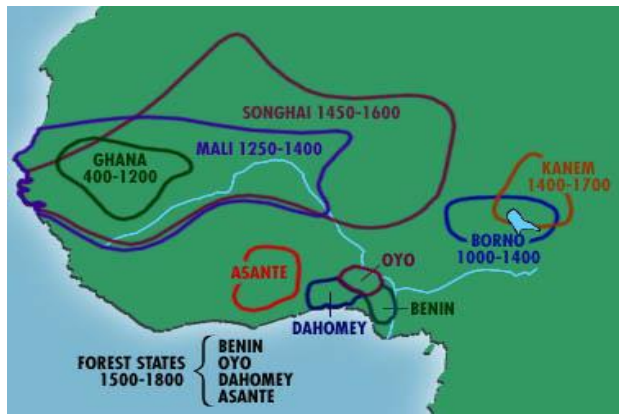 SONGHAI 1450-1600
GHANA
400-1200
MALI 1250-1400
KANEM
1400-1700
BORNO
1000-1400
ASANTE
OYO
DAHOMEY
BENIN
FOREST STATES
1500-1800
BENIN
OYO
DAHOMEY
ASANTE